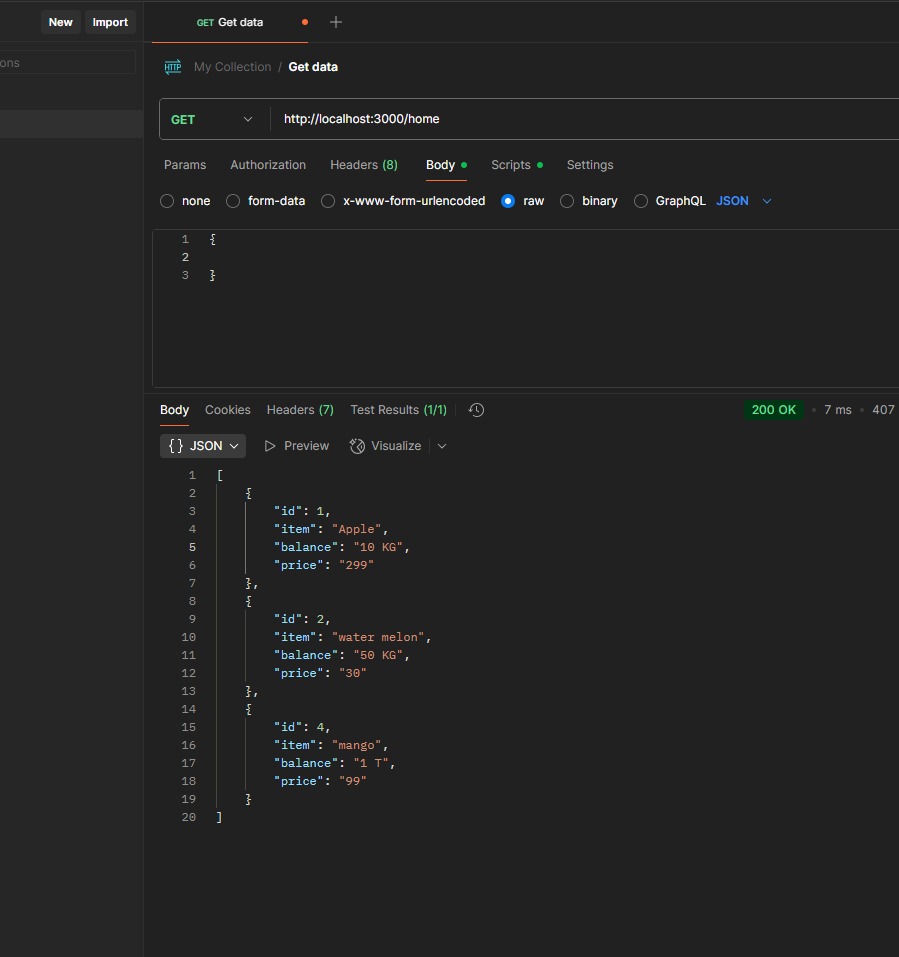 New Import GET Get data +
ons
HTTP My Collection / Get data
GET http://localhost:3000/home
Params Authorization Headers (8) Body Scripts Settings
none form-data x-www-form-urlencoded raw binary GraphQL JSON
1 {
2
3 }
Body Cookies Headers (7) Test Results (1/1) 200 OK 7 ms 407
{} JSON Preview Visualize
1 [
2 {
3 "id": 1,
4 "item": "Apple",
5 "balance": "10 KG",
6 "price": "299"
7 },
8 {
9 "id": 2,
10 "item": "water melon",
11 "balance": "50 KG",
12 "price": "30"
13 },
14 {
15 "id": 4,
16 "item": "mango",
17 "balance": "1 T",
18 "price": "99"
19 }
20 ]